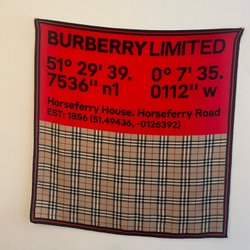 BURBERRY LIMITED
51° 29' 39. 0° 7' 35.
7536" n1 0112" w
Horseferry House. Horseferry Road
EST: 1856 (51.49436, -0126392)